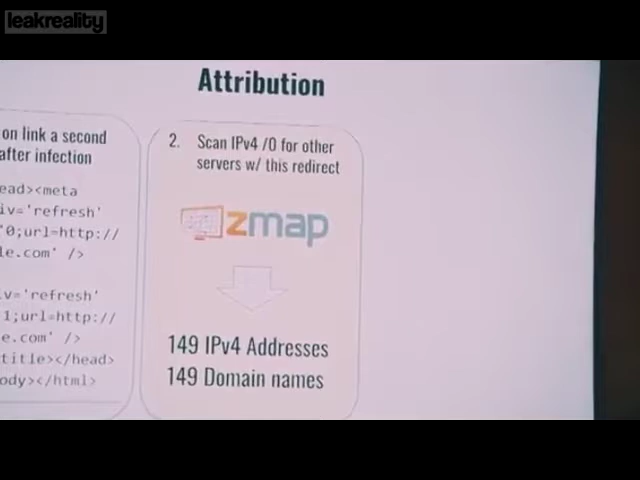 leakreality
Attribution
on link a second
after infection
ead><meta
iv='refresh'
'0;url=http://
le.com' />
iv='refresh'
1;url=http://
e.com' />
title></head>
ody></html>
2. Scan IPv4 /0 for other
servers w/ this redirect
zmap
149 IPv4 Addresses
149 Domain names